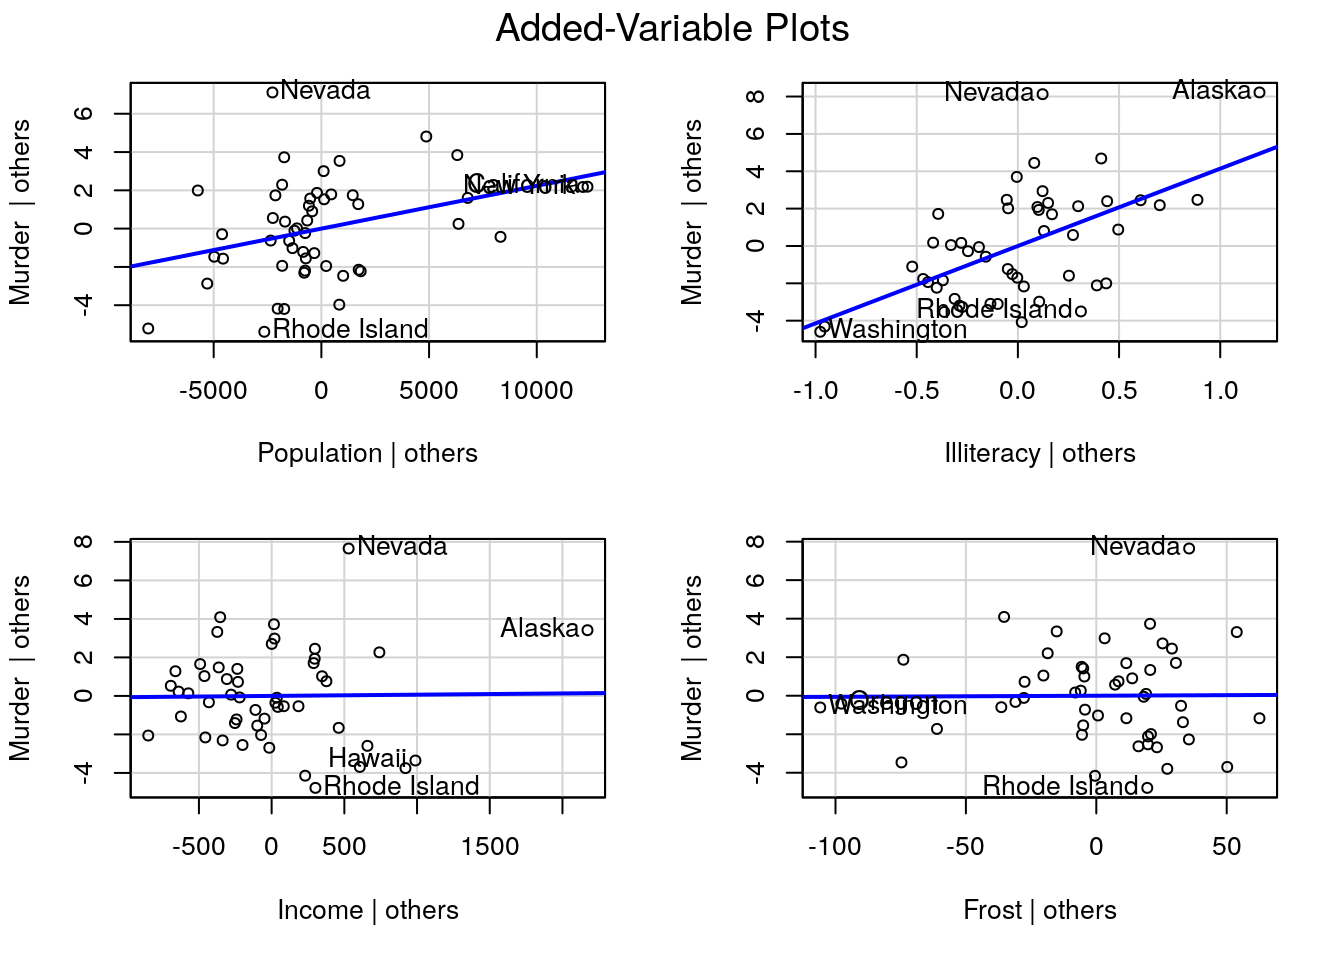 Added-Variable Plots
Murder | others
6
4
2
0
-4
Nevada
California
New York
Rhode Island
-5000 0 5000 10000
Population | others
Murder | others
8
6
4
2
0
-4
Nevada
Alaska
Rhode Island
Washington
-1.0 -0.5 0.0 0.5 1.0
Illiteracy | others
Murder | others
8
6
4
2
0
-4
Nevada
Alaska
Hawaii
Rhode Island
-500 0 500 1500
Income | others
Murder | others
8
6
4
2
0
-4
Nevada
Oregon
Washington
Rhode Island
-100 -50 0 50
Frost | others